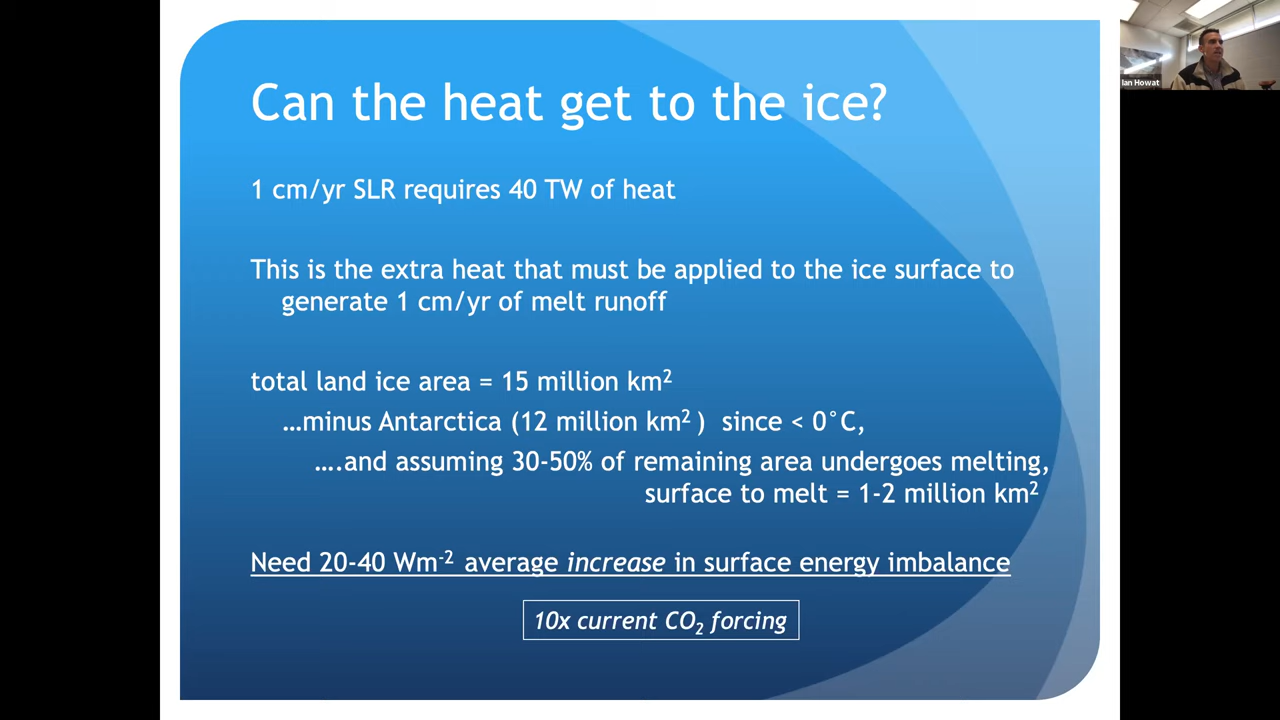 Can the heat get to the ice?
1 cm/yr SLR requires 40 TW of heat
This is the extra heat that must be applied to the ice surface to
generate 1 cm/yr of melt runoff
total land ice area = 15 million km²
…minus Antarctica (12 million km² ) since < 0°C,
….and assuming 30-50% of remaining area undergoes melting,
surface to melt = 1-2 million km²
Need 20-40 Wm⁻² average increase in surface energy imbalance
10x current CO₂ forcing
Ian Howat